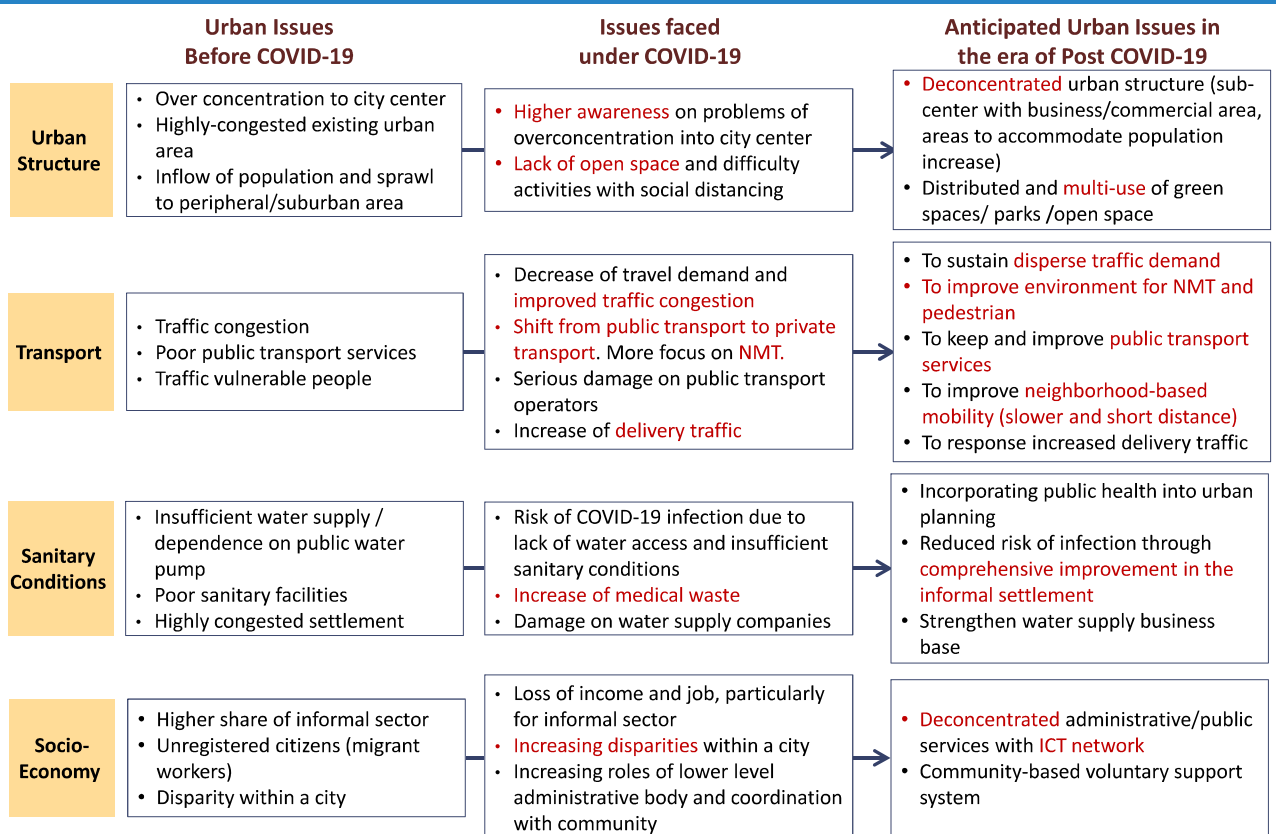 Urban Issues
Before COVID-19
Issues faced
under COVID-19
Anticipated Urban Issues in
the era of Post COVID-19
Urban
Structure
• Over concentration to city center
• Highly-congested existing urban
area
• Inflow of population and sprawl
to peripheral/suburban area
• Higher awareness on problems of
overconcentration into city center
• Lack of open space and difficulty
activities with social distancing
• Deconcentrated urban structure (sub-
center with business/commercial area,
areas to accommodate population
increase)
• Distributed and multi-use of green
spaces/ parks /open space
Transport
• Traffic congestion
• Poor public transport services
• Traffic vulnerable people
• Decrease of travel demand and
improved traffic congestion
• Shift from public transport to private
transport. More focus on NMT.
• Serious damage on public transport
operators
• Increase of delivery traffic
• To sustain disperse traffic demand
• To improve environment for NMT and
pedestrian
• To keep and improve public transport
services
• To improve neighborhood-based
mobility (slower and short distance)
• To response increased delivery traffic
Sanitary
Conditions
• Insufficient water supply /
dependence on public water
pump
• Poor sanitary facilities
• Highly congested settlement
• Risk of COVID-19 infection due to
lack of water access and insufficient
sanitary conditions
• Increase of medical waste
• Damage on water supply companies
• Incorporating public health into urban
planning
• Reduced risk of infection through
comprehensive improvement in the
informal settlement
• Strengthen water supply business
base
Socio-
Economy
• Higher share of informal sector
• Unregistered citizens (migrant
workers)
• Disparity within a city
• Loss of income and job, particularly
for informal sector
• Increasing disparities within a city
• Increasing roles of lower level
administrative body and coordination
with community
• Deconcentrated administrative/public
services with ICT network
• Community-based voluntary support
system